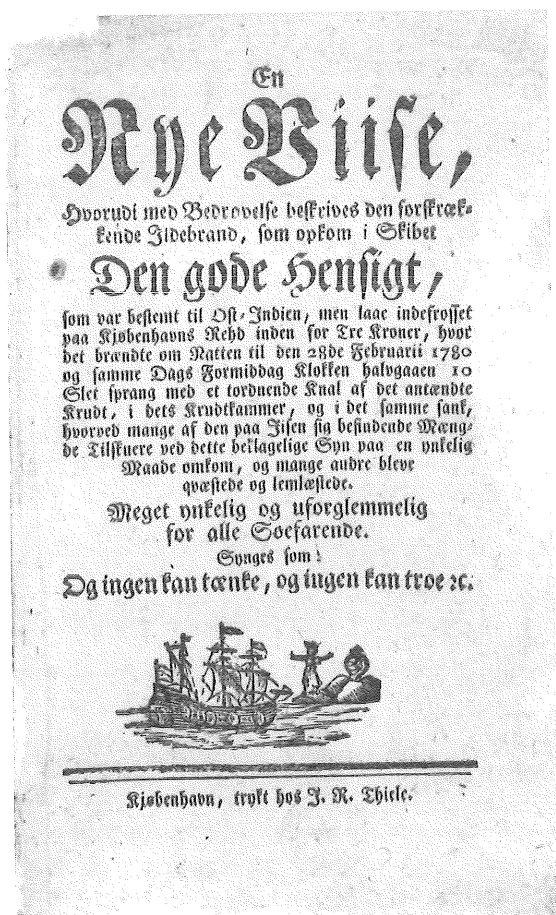 En
Nye Viise,
Hvorudi med Bedrøvelse beskrives den forskræk-
kende Ildebrand, som opkom i Skibet
Den gode Hensigt,
som var bestemt til Ost-Indien, men laae indefrosset
paa Kjøbenhavns Rehd inden for Tre Kroner, hvor
det brændte om Natten til den 28de Februarii 1780
og samme Dags Formiddag Klokken halvgaaen 10
Slet sprang med et tordnende Knal af det antændte
Krudt, i dets Krudtkammer, og i det samme sank,
hvorved mange af den paa Jisen sig befindende Mæng-
de Tilskuere ved dette beklagelige Syn paa en ynkelig
Maade omkom, og mange andre bleve
qvæstede og lemlæstede.
Meget ynkelig og uforglemmelig
for alle Søefarende.
Synges som:
Og ingen kan tænke, og ingen kan troe ꝛc.
Kjøbenhavn, trykt hos J. R. Thiele.